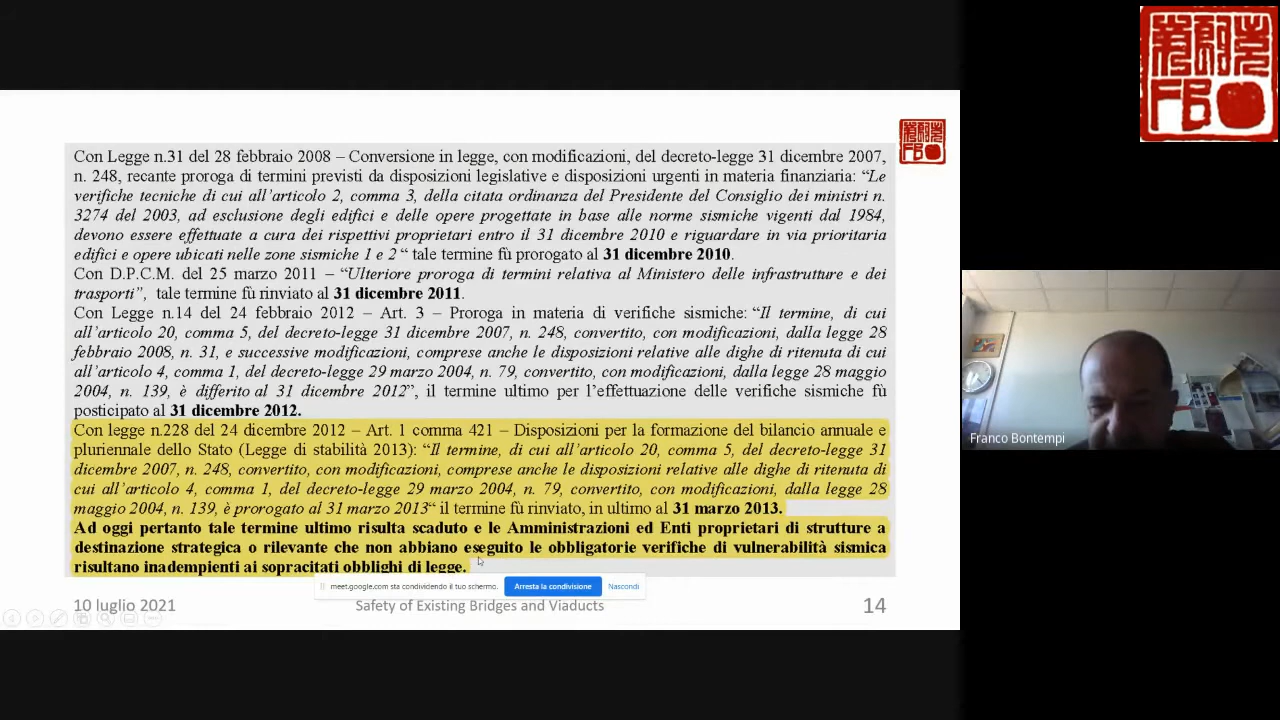 Con Legge n.31 del 28 febbraio 2008 – Conversione in legge, con modificazioni, del decreto-legge 31 dicembre 2007,
n. 248, recante proroga di termini previsti da disposizioni legislative e disposizioni urgenti in materia finanziaria: “Le
verifiche tecniche di cui all’articolo 2, comma 3, della citata ordinanza del Presidente del Consiglio dei ministri n.
3274 del 2003, ad esclusione degli edifici e delle opere progettate in base alle norme sismiche vigenti dal 1984,
devono essere effettuate a cura dei rispettivi proprietari entro il 31 dicembre 2010 e riguardare in via prioritaria
edifici e opere ubicati nelle zone sismiche 1 e 2 “ tale termine fù prorogato al 31 dicembre 2010.
Con D.P.C.M. del 25 marzo 2011 – “Ulteriore proroga di termini relativa al Ministero delle infrastrutture e dei
trasporti”, tale termine fù rinviato al 31 dicembre 2011.
Con Legge n.14 del 24 febbraio 2012 – Art. 3 – Proroga in materia di verifiche sismiche: “Il termine, di cui
all’articolo 20, comma 5, del decreto-legge 31 dicembre 2007, n. 248, convertito, con modificazioni, dalla legge 28
febbraio 2008, n. 31, e successive modificazioni, comprese anche le disposizioni relative alle dighe di ritenuta di cui
all’articolo 4, comma 1, del decreto-legge 29 marzo 2004, n. 79, convertito, con modificazioni, dalla legge 28 maggio
2004, n. 139, è differito al 31 dicembre 2012”, il termine ultimo per l’effettuazione delle verifiche sismiche fù
posticipato al 31 dicembre 2012.
Con legge n.228 del 24 dicembre 2012 – Art. 1 comma 421 – Disposizioni per la formazione del bilancio annuale e
pluriennale dello Stato (Legge di stabilità 2013): “Il termine, di cui all’articolo 20, comma 5, del decreto-legge 31
dicembre 2007, n. 248, convertito, con modificazioni, comprese anche le disposizioni relative alle dighe di ritenuta di
cui all’articolo 4, comma 1, del decreto-legge 29 marzo 2004, n. 79, convertito, con modificazioni, dalla legge 28
maggio 2004, n. 139, è prorogato al 31 marzo 2013“ il termine fù rinviato, in ultimo al 31 marzo 2013.
Ad oggi pertanto tale termine ultimo risulta scaduto e le Amministrazioni ed Enti proprietari di strutture a
destinazione strategica o rilevante che non abbiano eseguito le obbligatorie verifiche di vulnerabilità sismica
risultano inadempienti ai sopracitati obblighi di legge.
meet.google.com sta condividendo il tuo schermo. Arresta la condivisione Nascondi
10 luglio 2021 Safety of Existing Bridges and Viaducts 14
FBO
Franco Bontempi